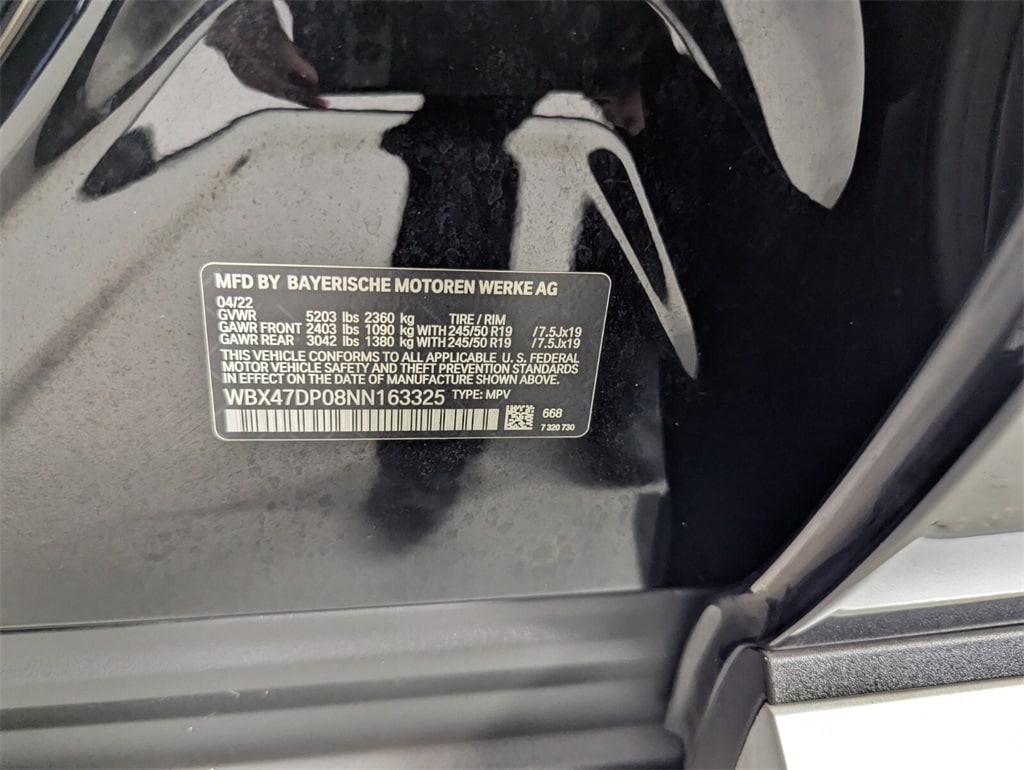 MFD BY BAYERISCHE MOTOREN WERKE AG
04/22
GVWR 5203 lbs 2360 kg TIRE / RIM
GAWR FRONT 2403 lbs 1090 kg WITH 245/50 R19 /7.5Jx19
GAWR REAR 3042 lbs 1380 kg WITH 245/50 R19 /7.5Jx19
THIS VEHICLE CONFORMS TO ALL APPLICABLE U. S. FEDERAL
MOTOR VEHICLE SAFETY AND THEFT PREVENTION STANDARDS
IN EFFECT ON THE DATE OF MANUFACTURE SHOWN ABOVE.
WBX47DP08NN163325 TYPE: MPV
668
7 320 730